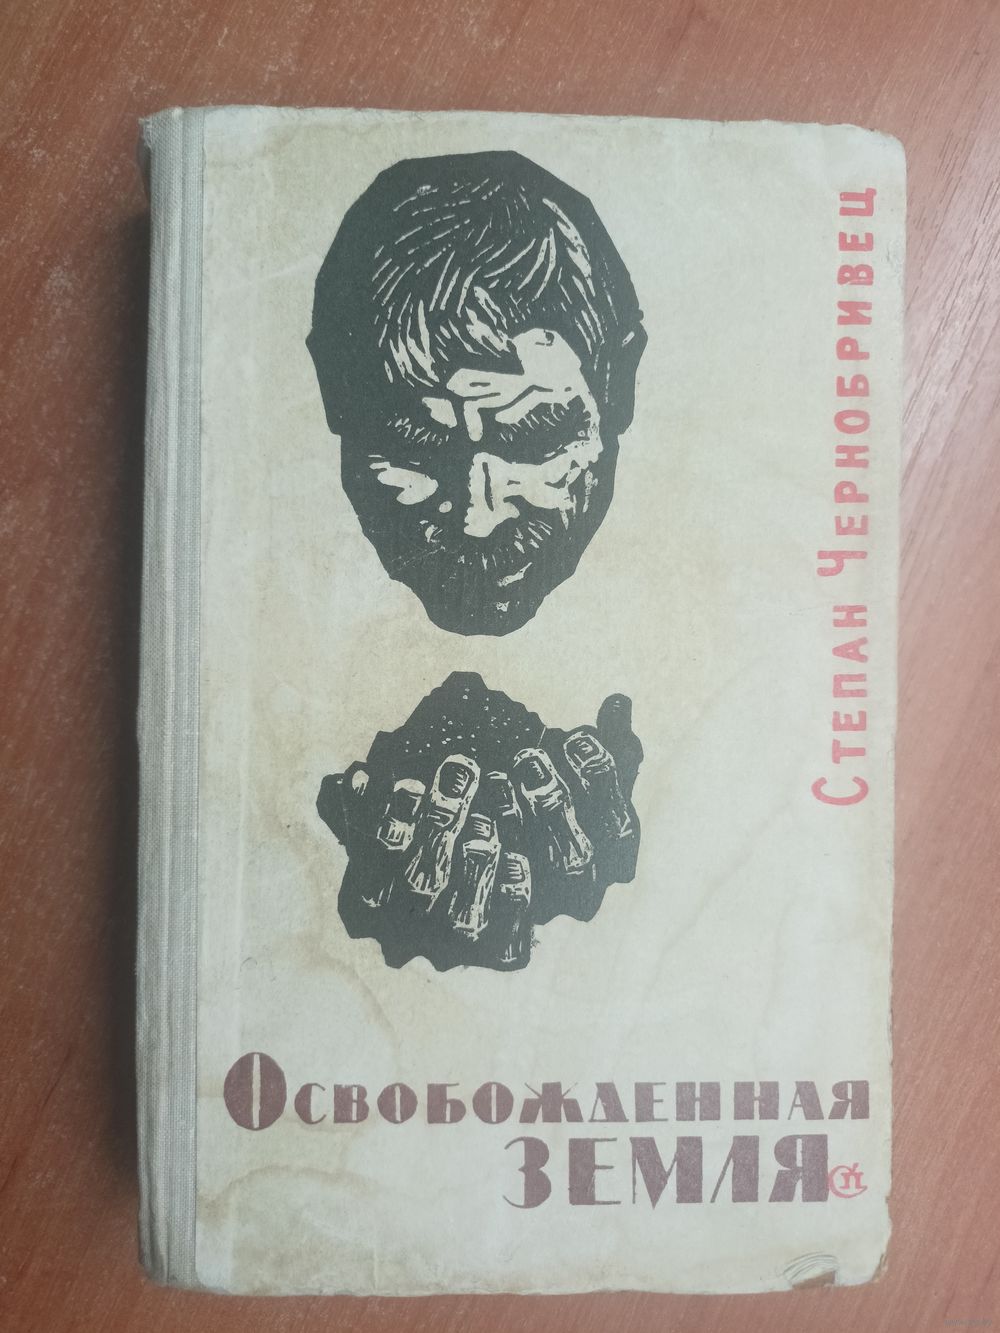 Степан Чернобривец
Освобожденная
земля